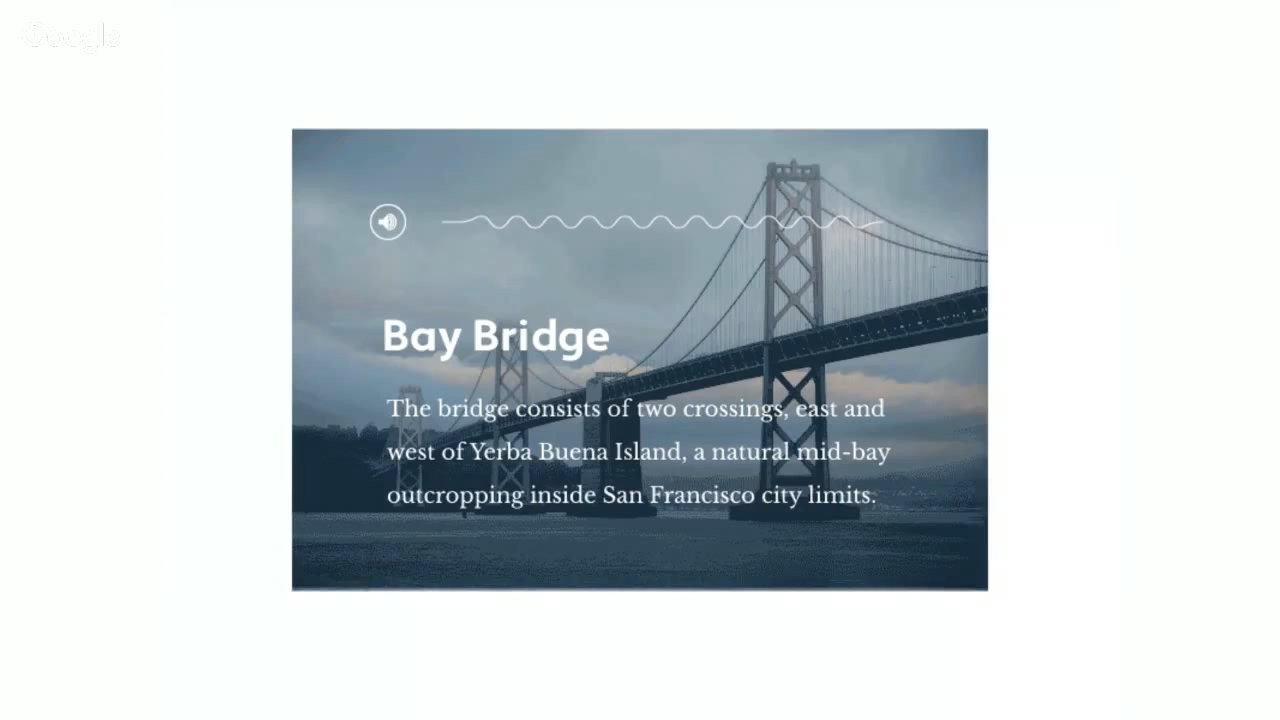 Google
Bay Bridge
The bridge consists of two crossings, east and
west of Yerba Buena Island, a natural mid-bay
outcropping inside San Francisco city limits.